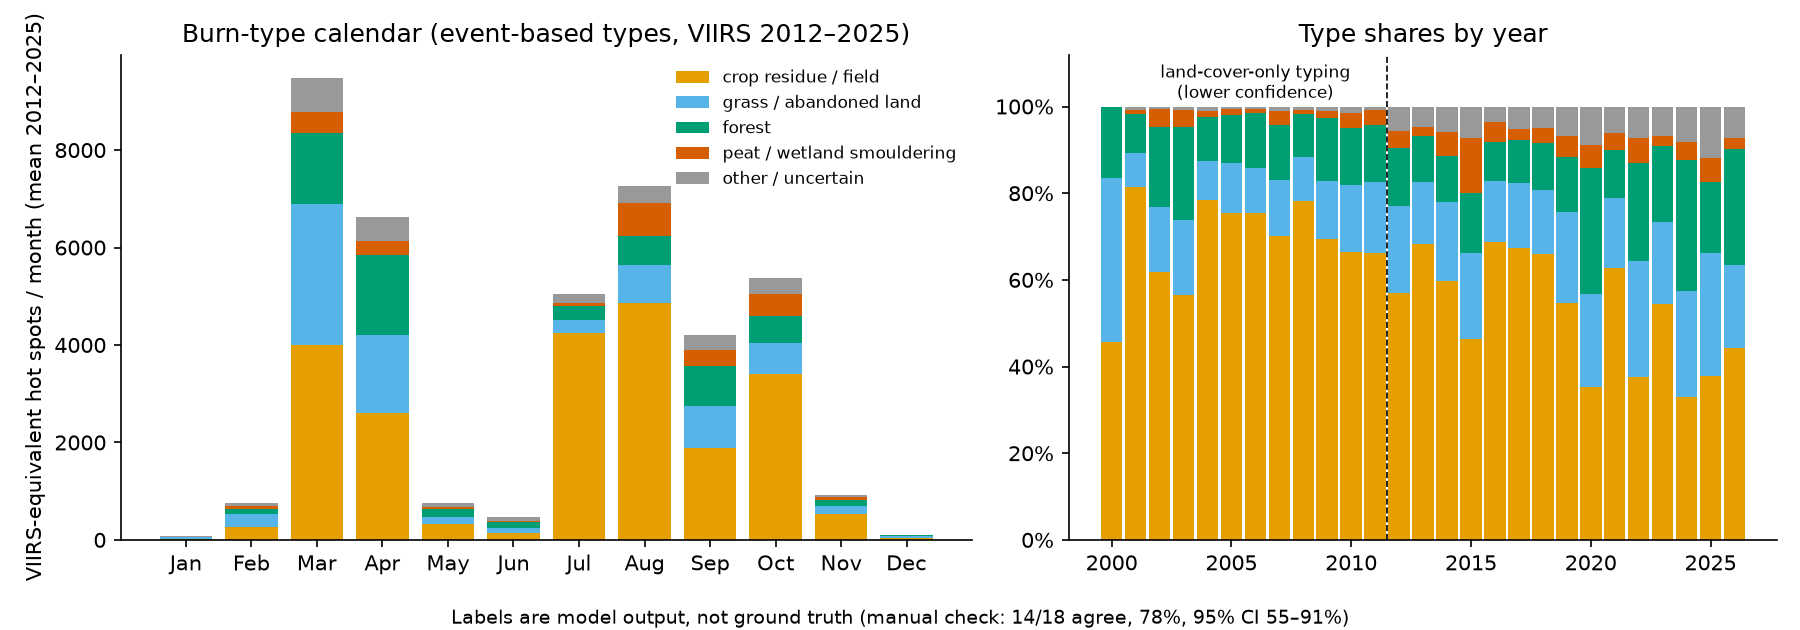 Burn-type calendar (event-based types, VIIRS 2012–2025)
VIIRS-equivalent hot spots / month (mean 2012–2025)
8000
6000
4000
2000
0
crop residue / field
grass / abandoned land
forest
peat / wetland smouldering
other / uncertain
Jan Feb Mar Apr May Jun Jul Aug Sep Oct Nov Dec
Type shares by year
land-cover-only typing
(lower confidence)
100%
80%
60%
40%
20%
0%
2000 2005 2010 2015 2020 2025
Labels are model output, not ground truth (manual check: 14/18 agree, 78%, 95% CI 55–91%)